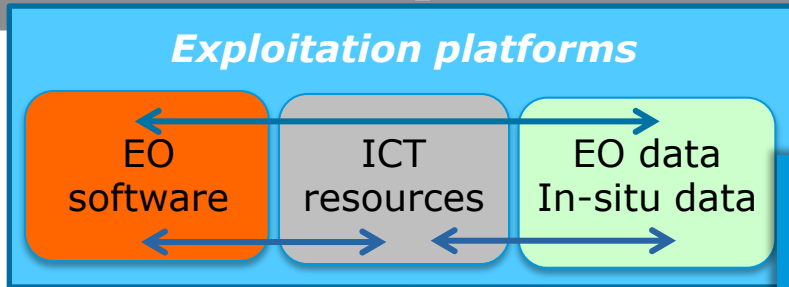 Exploitation platforms
EO
software
ICT
resources
EO data
In-situ data